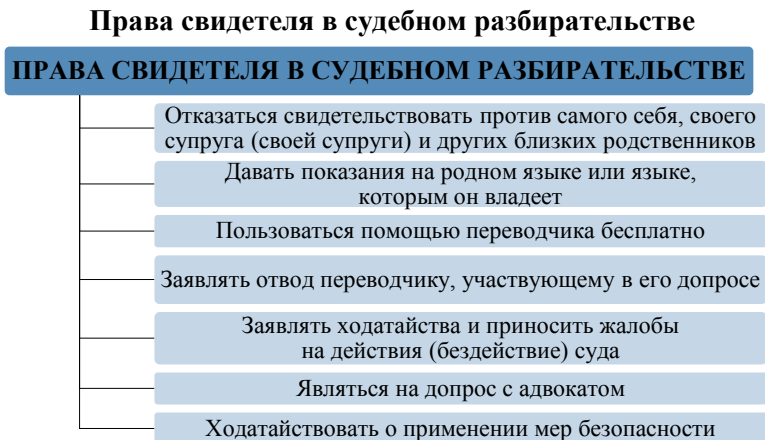 Права свидетеля в судебном разбирательстве
ПРАВА СВИДЕТЕЛЯ В СУДЕБНОМ РАЗБИРАТЕЛЬСТВЕ
Отказаться свидетельствовать против самого себя, своего
супруга (своей супруги) и других близких родственников
Давать показания на родном языке или языке,
которым он владеет
Пользоваться помощью переводчика бесплатно
Заявлять отвод переводчику, участвующему в его допросе
Заявлять ходатайства и приносить жалобы
на действия (бездействие) суда
Являться на допрос с адвокатом
Ходатайствовать о применении мер безопасности